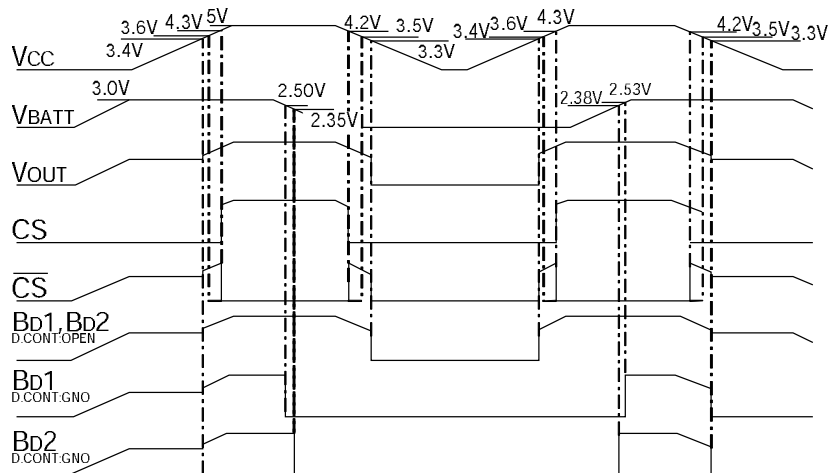 3.4V 3.6V 4.3V 5V 4.2V 3.5V 3.3V 3.4V 3.6V 4.3V 4.2V 3.5V 3.3V
VCC
3.0V 2.50V 2.35V 2.38V 2.53V
VBATT
VOUT
CS
CS
BD1,BD2
D.CONT:OPEN
BD1
D.CONT:GNO
BD2
D.CONT:GNO